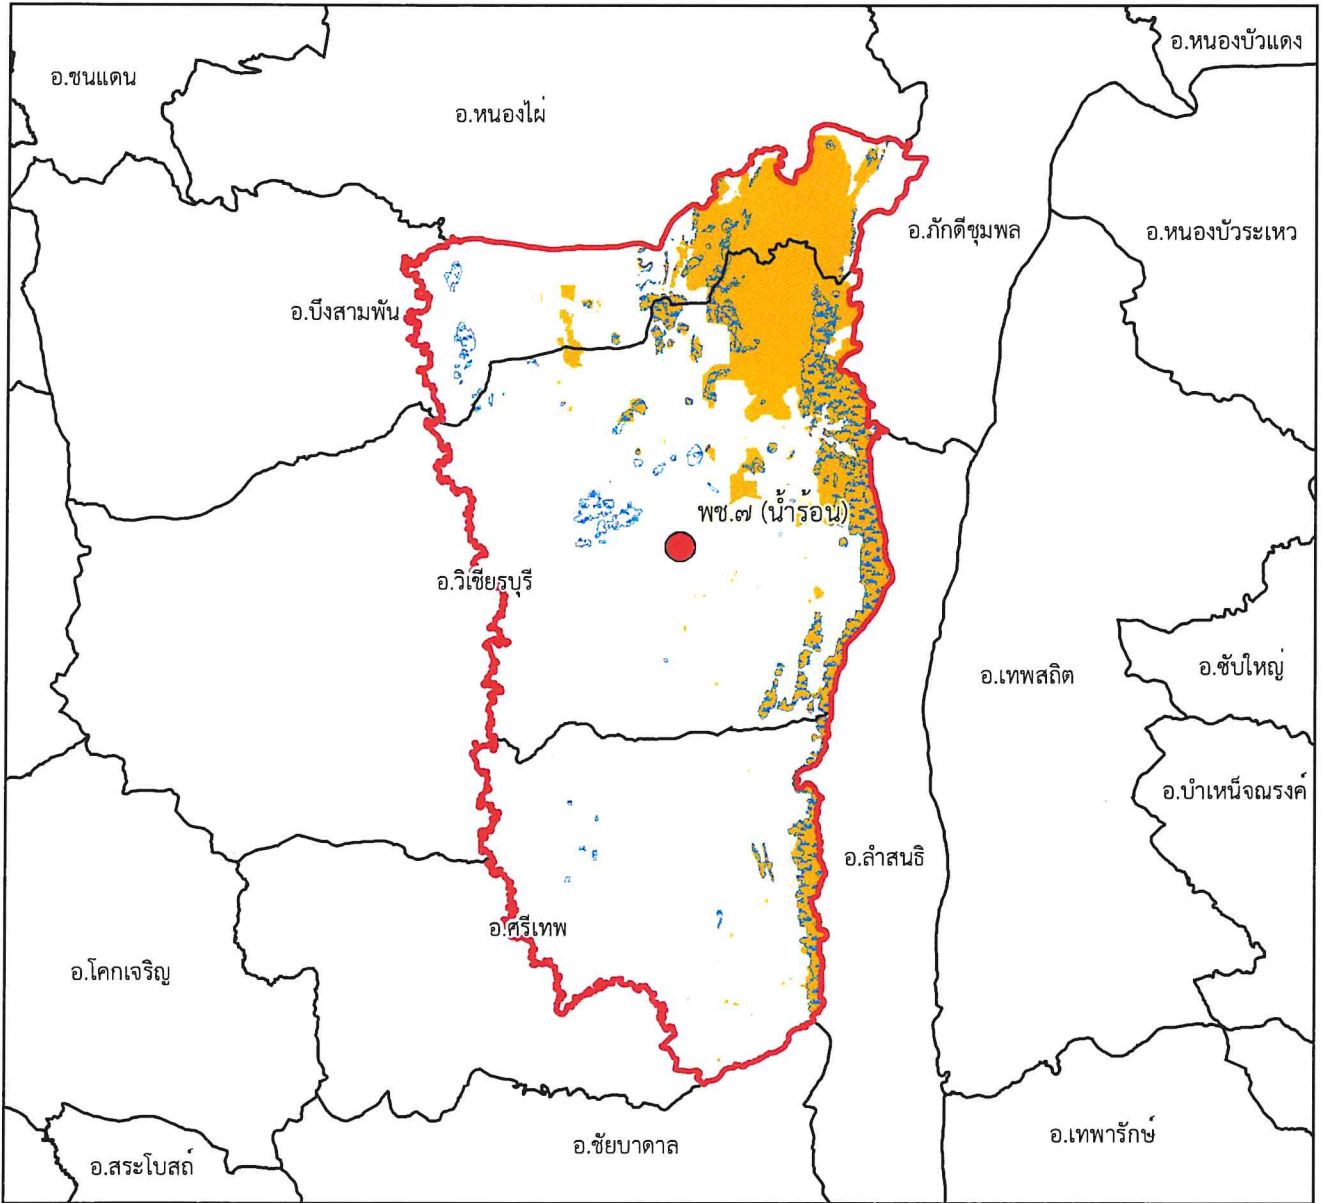 อ.หนองบัวแดง
อ.ชนแดน
อ.หนองไผ่
อ.ภักดีชุมพล
อ.หนองบัวระเหว
อ.บึงสามพัน
พช.๗ (น้ำร้อน)
อ.วิเชียรบุรี
อ.ซับใหญ่
อ.เทพสถิต
อ.บำเหน็จณรงค์
อ.ลำสนธิ
อ.ศรีเทพ
อ.โคกเจริญ
อ.เทพารักษ์
อ.ชัยบาดาล
อ.สระโบสถ์